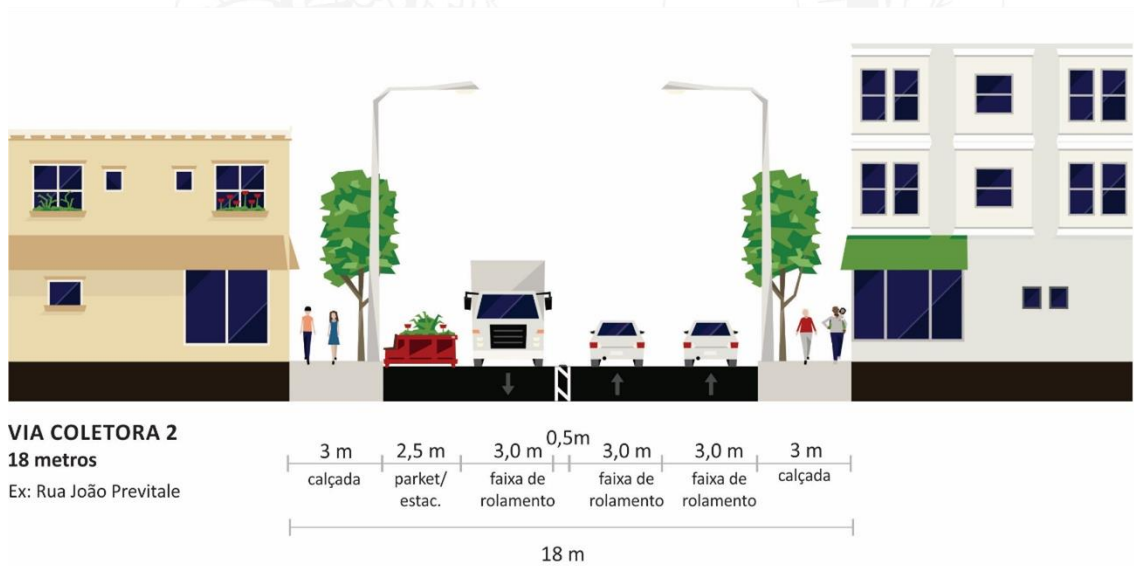 VIA COLETORA 2
18 metros
Ex: Rua João Previtale
3 m
calçada
2,5 m
parket/
estac.
3,0 m
faixa de
rolamento
0,5m
3,0 m
faixa de
rolamento
3,0 m
faixa de
rolamento
3 m
calçada
18 m